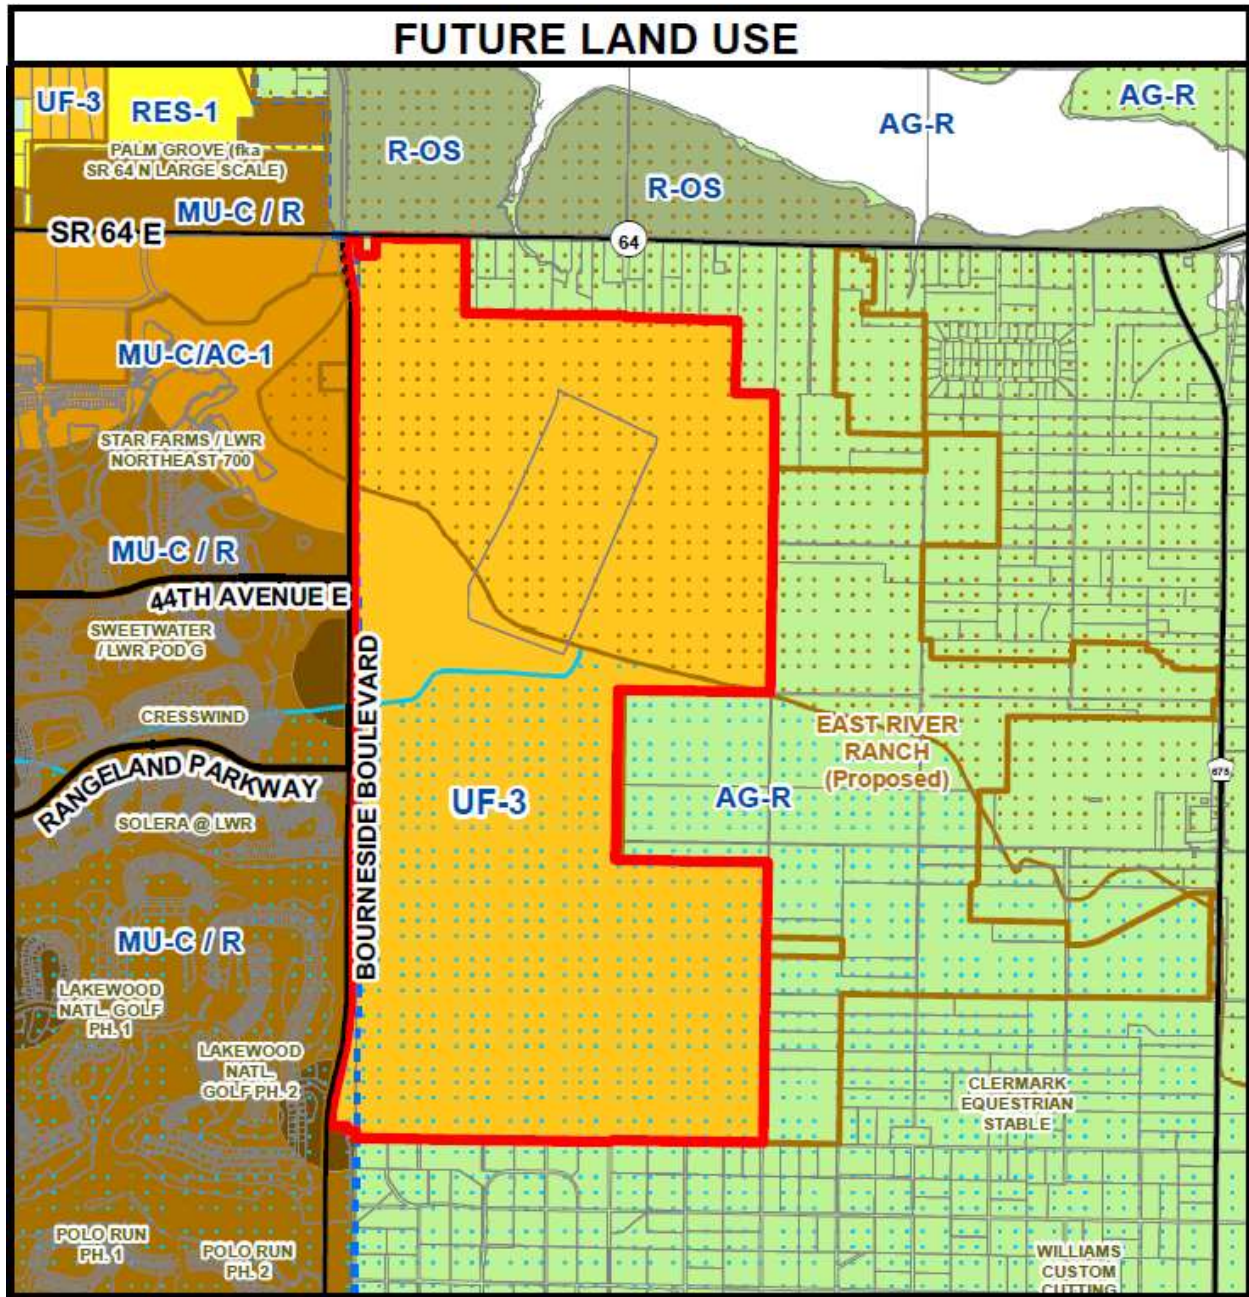 FUTURE LAND USE
UF-3
RES-1
AG-R
AG-R
R-OS
R-OS
PALM GROVE (fka
SR 64 N LARGE SCALE)
MU-C / R
SR 64 E
64
MU-C/AC-1
STAR FARMS / LWR
NORTHEAST 700
MU-C / R
44TH AVENUE E
SWEETWATER
/ LWR POD G
CRESSWIND
BOURNESIDE BOULEVARD
RANGELAND PARKWAY
SOLERA @ LWR
UF-3
AG-R
EAST RIVER
RANCH
(Proposed)
675
MU-C / R
LAKEWOOD
NATL. GOLF
PH. 1
LAKEWOOD
NATL.
GOLF PH. 2
CLERMARK
EQUESTRIAN
STABLE
POLO RUN
PH. 1
POLO RUN
PH. 2
WILLIAMS
CUSTOM
CUTTING